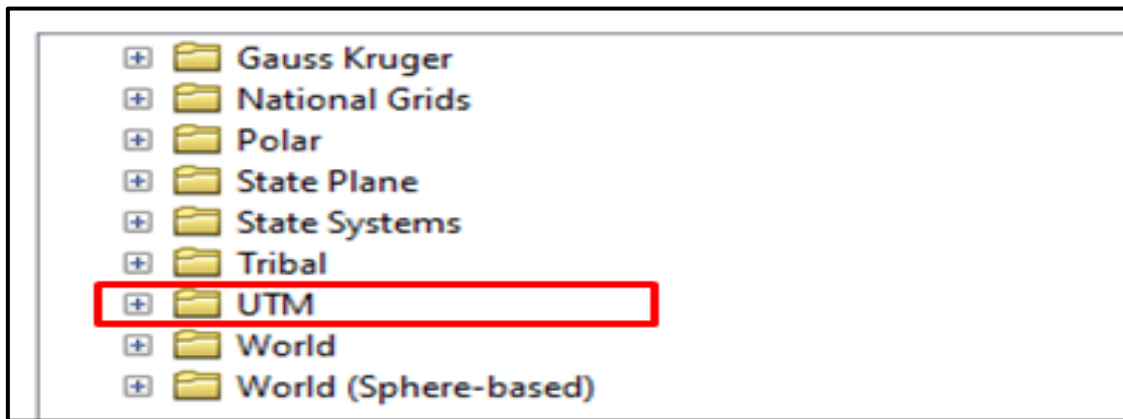 Gauss Kruger
National Grids
Polar
State Plane
State Systems
Tribal
UTM
World
World (Sphere-based)